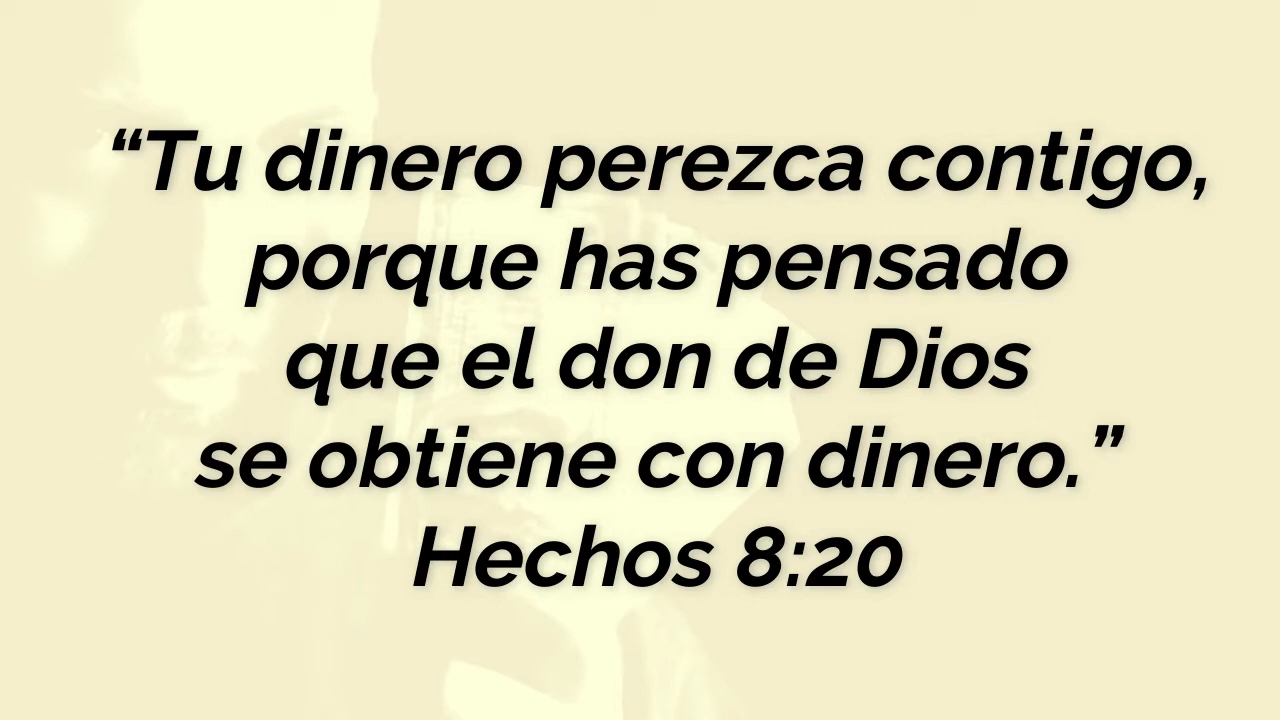 “Tu dinero perezca contigo,
porque has pensado
que el don de Dios
se obtiene con dinero.”
Hechos 8:20